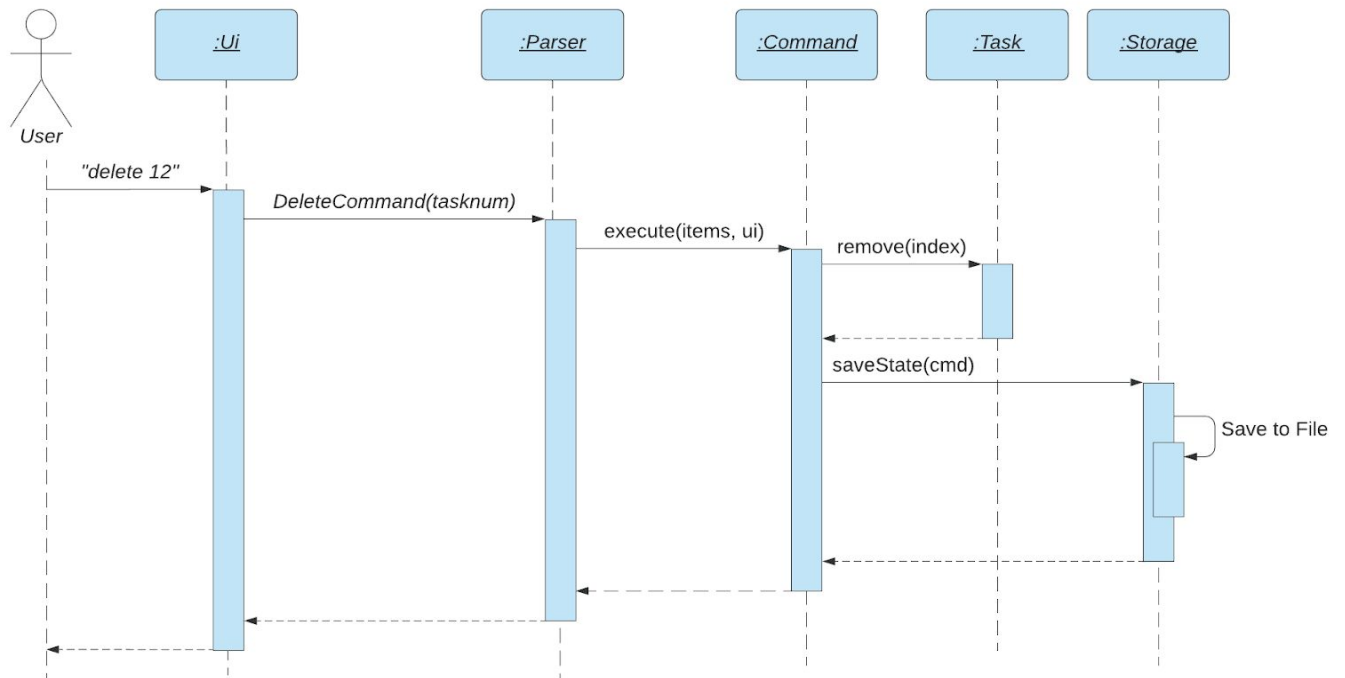 :Ui
:Parser
:Command
:Task
:Storage
User
"delete 12"
DeleteCommand(tasknum)
execute(items, ui)
remove(index)
saveState(cmd)
Save to File